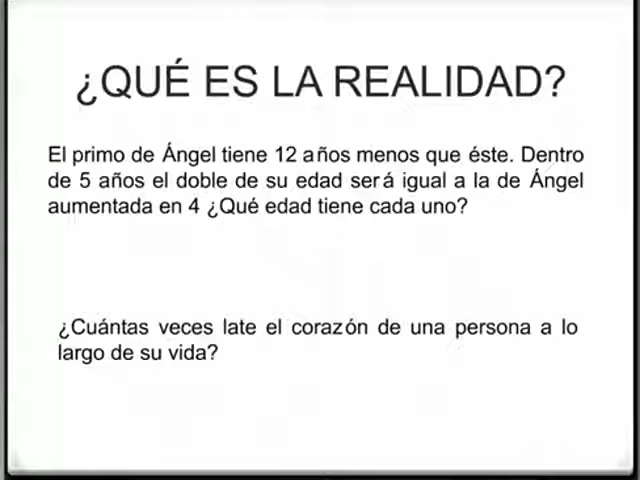 ¿QUÉ ES LA REALIDAD?
El primo de Ángel tiene 12 años menos que éste. Dentro
de 5 años el doble de su edad será igual a la de Ángel
aumentada en 4 ¿Qué edad tiene cada uno?
¿Cuántas veces late el corazón de una persona a lo
largo de su vida?